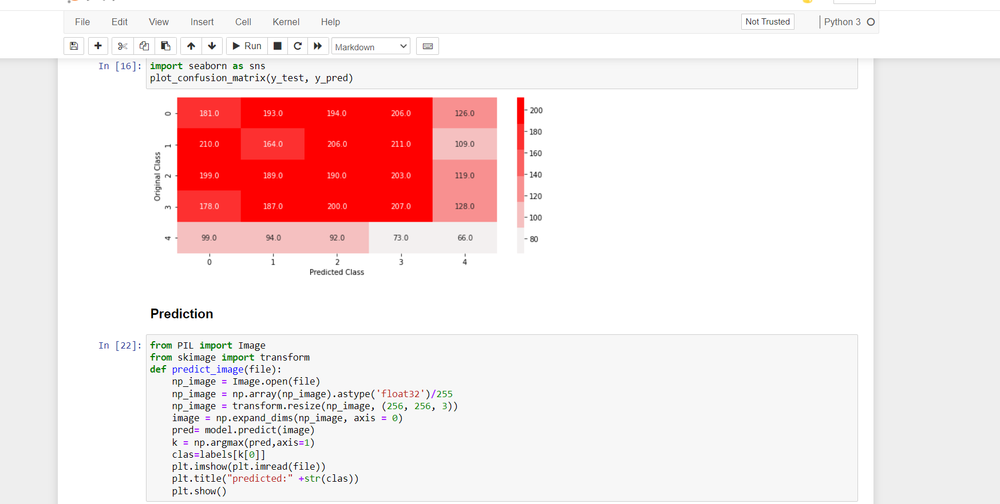 File Edit View Insert Cell Kernel Help Not Trusted Python 3
Run Markdown
In [16]: import seaborn as sns
plot_confusion_matrix(y_test, y_pred)
0 181.0 193.0 194.0 206.0 126.0
1 210.0 164.0 206.0 211.0 109.0
2 199.0 189.0 190.0 203.0 119.0
3 178.0 187.0 200.0 207.0 128.0
4 99.0 94.0 92.0 73.0 66.0
Original Class
0 1 2 3 4
Predicted Class
200
180
160
140
120
100
80
Prediction
In [22]: from PIL import Image
from skimage import transform
def predict_image(file):
    np_image = Image.open(file)
    np_image = np.array(np_image).astype('float32')/255
    np_image = transform.resize(np_image, (256, 256, 3))
    image = np.expand_dims(np_image, axis = 0)
    pred= model.predict(image)
    k = np.argmax(pred,axis=1)
    clas=labels[k[0]]
    plt.imshow(plt.imread(file))
    plt.title("predicted:" +str(clas))
    plt.show()